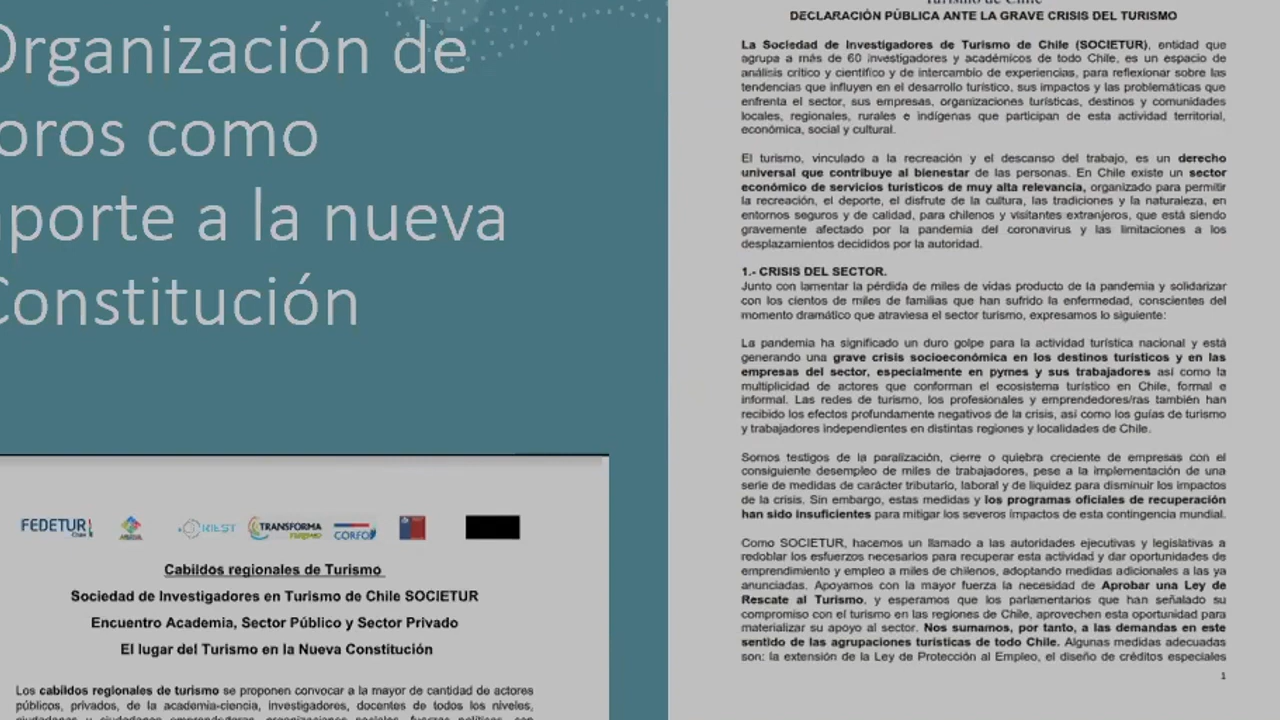 Organización de
foros como
aporte a la nueva
Constitución
FEDETUR Chile
RIEST
TRANSFORMA
CORFO
Cabildos regionales de Turismo
Sociedad de Investigadores en Turismo de Chile SOCIETUR
Encuentro Academia, Sector Público y Sector Privado
El lugar del Turismo en la Nueva Constitución
Los cabildos regionales de turismo se proponen convocar a la mayor de cantidad de actores
públicos, privados, de la academia-ciencia, investigadores, docentes de todos los niveles,
Turismo de Chile
DECLARACIÓN PÚBLICA ANTE LA GRAVE CRISIS DEL TURISMO
La Sociedad de Investigadores de Turismo de Chile (SOCIETUR), entidad que
agrupa a más de 60 investigadores y académicos de todo Chile, es un espacio de
análisis crítico y científico y de intercambio de experiencias, para reflexionar sobre las
tendencias que influyen en el desarrollo turístico, sus impactos y las problemáticas que
enfrenta el sector, sus empresas, organizaciones turísticas, destinos y comunidades
locales, regionales, rurales e indígenas que participan de esta actividad territorial,
económica, social y cultural.
El turismo, vinculado a la recreación y el descanso del trabajo, es un derecho
universal que contribuye al bienestar de las personas. En Chile existe un sector
económico de servicios turísticos de muy alta relevancia, organizado para permitir
la recreación, el deporte, el disfrute de la cultura, las tradiciones y la naturaleza, en
entornos seguros y de calidad, para chilenos y visitantes extranjeros, que está siendo
gravemente afectado por la pandemia del coronavirus y las limitaciones a los
desplazamientos decididos por la autoridad.
1.- CRISIS DEL SECTOR.
Junto con lamentar la pérdida de miles de vidas producto de la pandemia y solidarizar
con los cientos de miles de familias que han sufrido la enfermedad, conscientes del
momento dramático que atraviesa el sector turismo, expresamos lo siguiente:
La pandemia ha significado un duro golpe para la actividad turística nacional y está
generando una grave crisis socioeconómica en los destinos turísticos y en las
empresas del sector, especialmente en pymes y sus trabajadores así como la
multiplicidad de actores que conforman el ecosistema turístico en Chile, formal e
informal. Las redes de turismo, los profesionales y emprendedores/ras también han
recibido los efectos profundamente negativos de la crisis, así como los guías de turismo
y trabajadores independientes en distintas regiones y localidades de Chile.
Somos testigos de la paralización, cierre o quiebra creciente de empresas con el
consiguiente desempleo de miles de trabajadores, pese a la implementación de una
serie de medidas de carácter tributario, laboral y de liquidez para disminuir los impactos
de la crisis. Sin embargo, estas medidas y los programas oficiales de recuperación
han sido insuficientes para mitigar los severos impactos de esta contingencia mundial.
Como SOCIETUR, hacemos un llamado a las autoridades ejecutivas y legislativas a
redoblar los esfuerzos necesarios para recuperar esta actividad y dar oportunidades de
emprendimiento y empleo a miles de chilenos, adoptando medidas adicionales a las ya
anunciadas. Apoyamos con la mayor fuerza la necesidad de Aprobar una Ley de
Rescate al Turismo, y esperamos que los parlamentarios que han señalado su
compromiso con el turismo en las regiones de Chile, aprovechen esta oportunidad para
materializar su apoyo al sector. Nos sumamos, por tanto, a las demandas en este
sentido de las agrupaciones turísticas de todo Chile. Algunas medidas adecuadas
son: la extensión de la Ley de Protección al Empleo, el diseño de créditos especiales
1